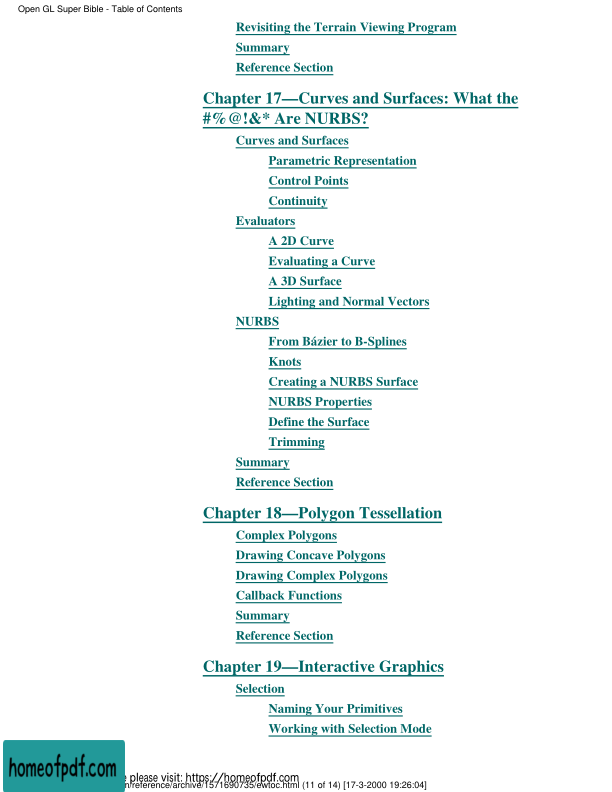 Open GL Super Bible - Table of Contents
Revisiting the Terrain Viewing Program
Summary
Reference Section
Chapter 17—Curves and Surfaces: What the
#%@!&* Are NURBS?
Curves and Surfaces
Parametric Representation
Control Points
Continuity
Evaluators
A 2D Curve
Evaluating a Curve
A 3D Surface
Lighting and Normal Vectors
NURBS
From Bázier to B-Splines
Knots
Creating a NURBS Surface
NURBS Properties
Define the Surface
Trimming
Summary
Reference Section
Chapter 18—Polygon Tessellation
Complex Polygons
Drawing Concave Polygons
Drawing Complex Polygons
Callback Functions
Summary
Reference Section
Chapter 19—Interactive Graphics
Selection
Naming Your Primitives
Working with Selection Mode
homeofpdf.com
please visit: https://homeofpdf.com
n/reference/archive/1571690735/ewtoc.html (11 of 14) [17-3-2000 19:26:04]